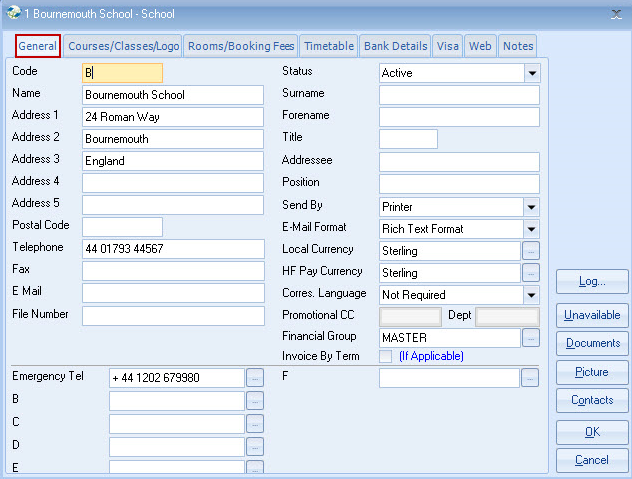 1 Bournemouth School - School
General Courses/Classes/Logo Rooms/Booking Fees Timetable Bank Details Visa Web Notes
Code B Status Active
Name Bournemouth School Surname
Address 1 24 Roman Way Forename
Address 2 Bournemouth Title
Address 3 England Addressee
Address 4 Position
Address 5 Send By Printer
Postal Code E-Mail Format Rich Text Format
Telephone 44 01793 44567 Local Currency Sterling ...
Fax HF Pay Currency Sterling ...
E Mail Corres. Language Not Required
File Number Promotional CC Dept
Financial Group MASTER ...
Invoice By Term (If Applicable)
Emergency Tel + 44 1202 679980 ... F ...
B ...
C ...
D ...
E ...
Log...
Unavailable
Documents
Picture
Contacts
OK
Cancel